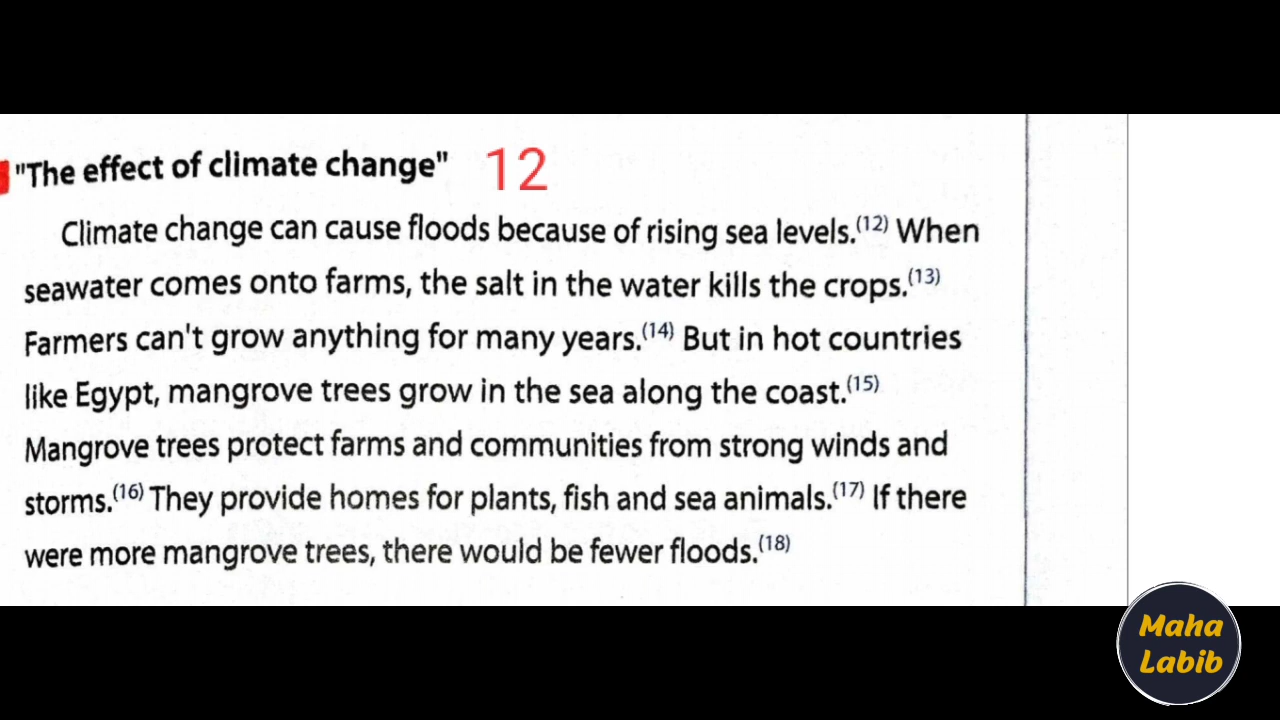 "The effect of climate change" 12
Climate change can cause floods because of rising sea levels.(12) When
seawater comes onto farms, the salt in the water kills the crops.(13)
Farmers can't grow anything for many years.(14) But in hot countries
like Egypt, mangrove trees grow in the sea along the coast.(15)
Mangrove trees protect farms and communities from strong winds and
storms.(16) They provide homes for plants, fish and sea animals.(17) If there
were more mangrove trees, there would be fewer floods.(18)
Maha
Labib